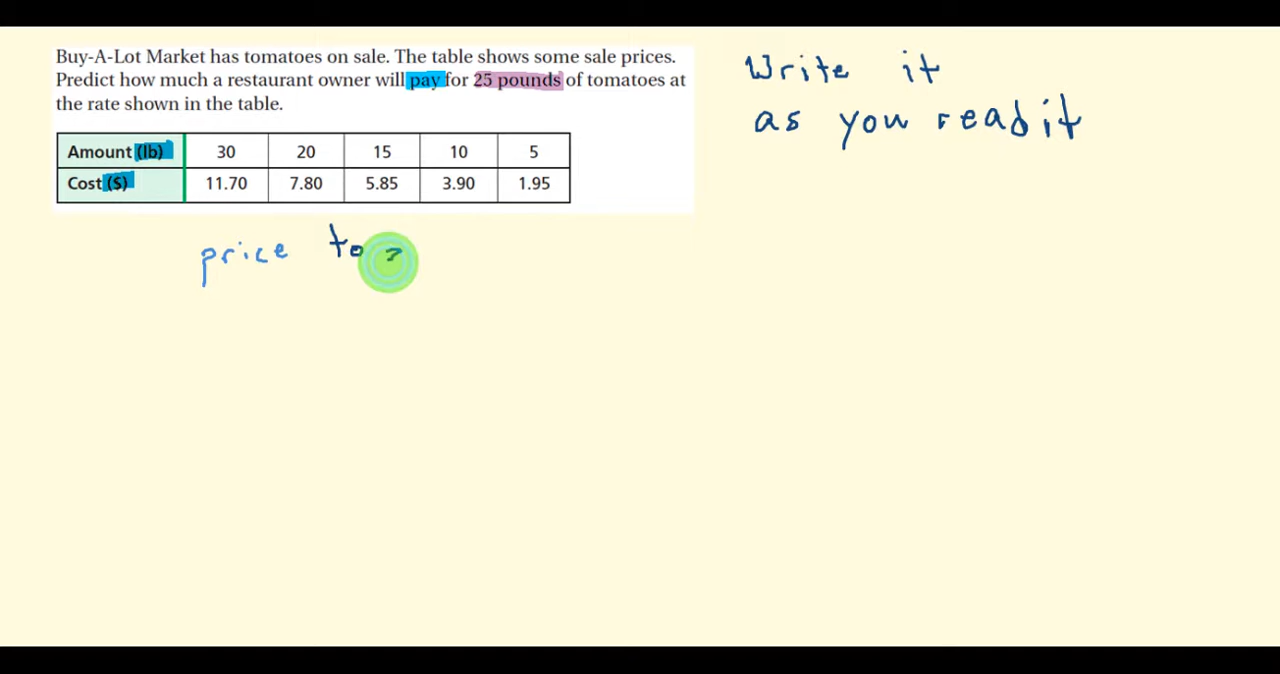 Buy-A-Lot Market has tomatoes on sale. The table shows some sale prices.
Predict how much a restaurant owner will pay for 25 pounds of tomatoes at
the rate shown in the table.
Amount (lb) 30 20 15 10 5
Cost ($) 11.70 7.80 5.85 3.90 1.95
Write it
as you read it
price to